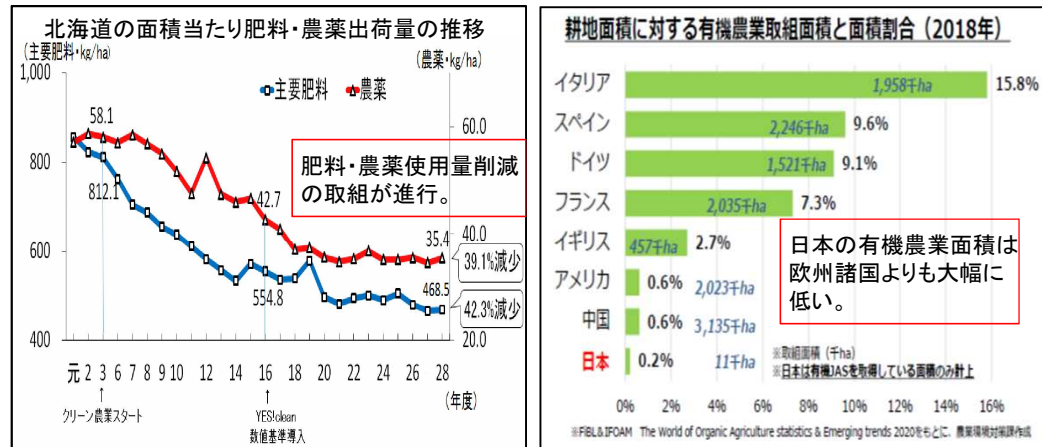 北海道の面積当たり肥料・農薬出荷量の推移
(主要肥料・kg/ha)
(農薬・kg/ha)
1,000
800
600
400
60.0
40.0
20.0
主要肥料
農薬
58.1
812.1
42.7
554.8
35.4
39.1%減少
468.5
42.3%減少
肥料・農薬使用量削減
の取組が進行。
元 2 3 6 7 8 9 10 12 14 16 18 20 22 24 26 28
(年度)
↑
クリーン農業スタート
↑
YES!clean
数値基準導入
耕地面積に対する有機農業取組面積と面積割合（2018年）
イタリア 1,958千ha 15.8%
スペイン 2,246千ha 9.6%
ドイツ 1,521千ha 9.1%
フランス 2,035千ha 7.3%
イギリス 457千ha 2.7%
アメリカ 0.6% 2,023千ha
中国 0.6% 3,135千ha
日本 0.2% 11千ha
日本の有機農業面積は
欧州諸国よりも大幅に
低い。
※取組面積（千ha）
※日本は有機JASを取得している面積のみ計上
0% 2% 4% 6% 8% 10% 12% 14% 16%
※FiBL&IFOAM The World of Organic Agriculture statistics & Emerging trends 2020をもとに、農業環境対策課作成